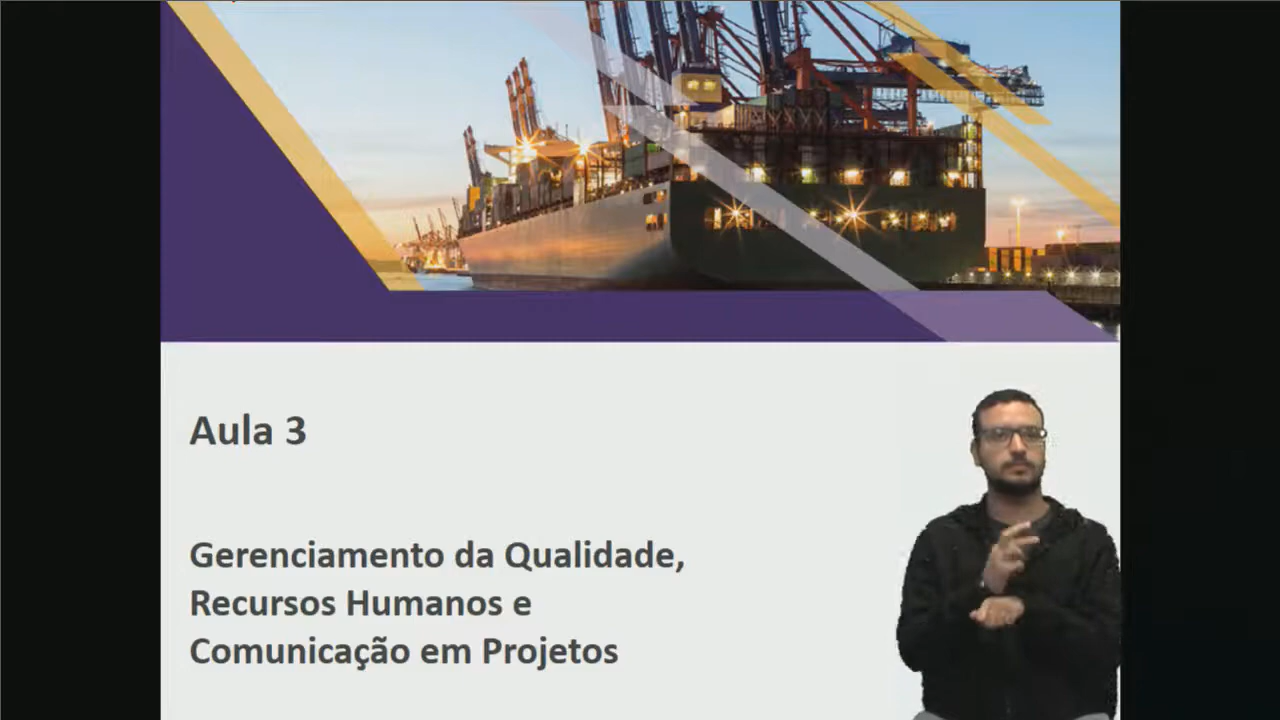 Aula 3
Gerenciamento da Qualidade,
Recursos Humanos e
Comunicação em Projetos